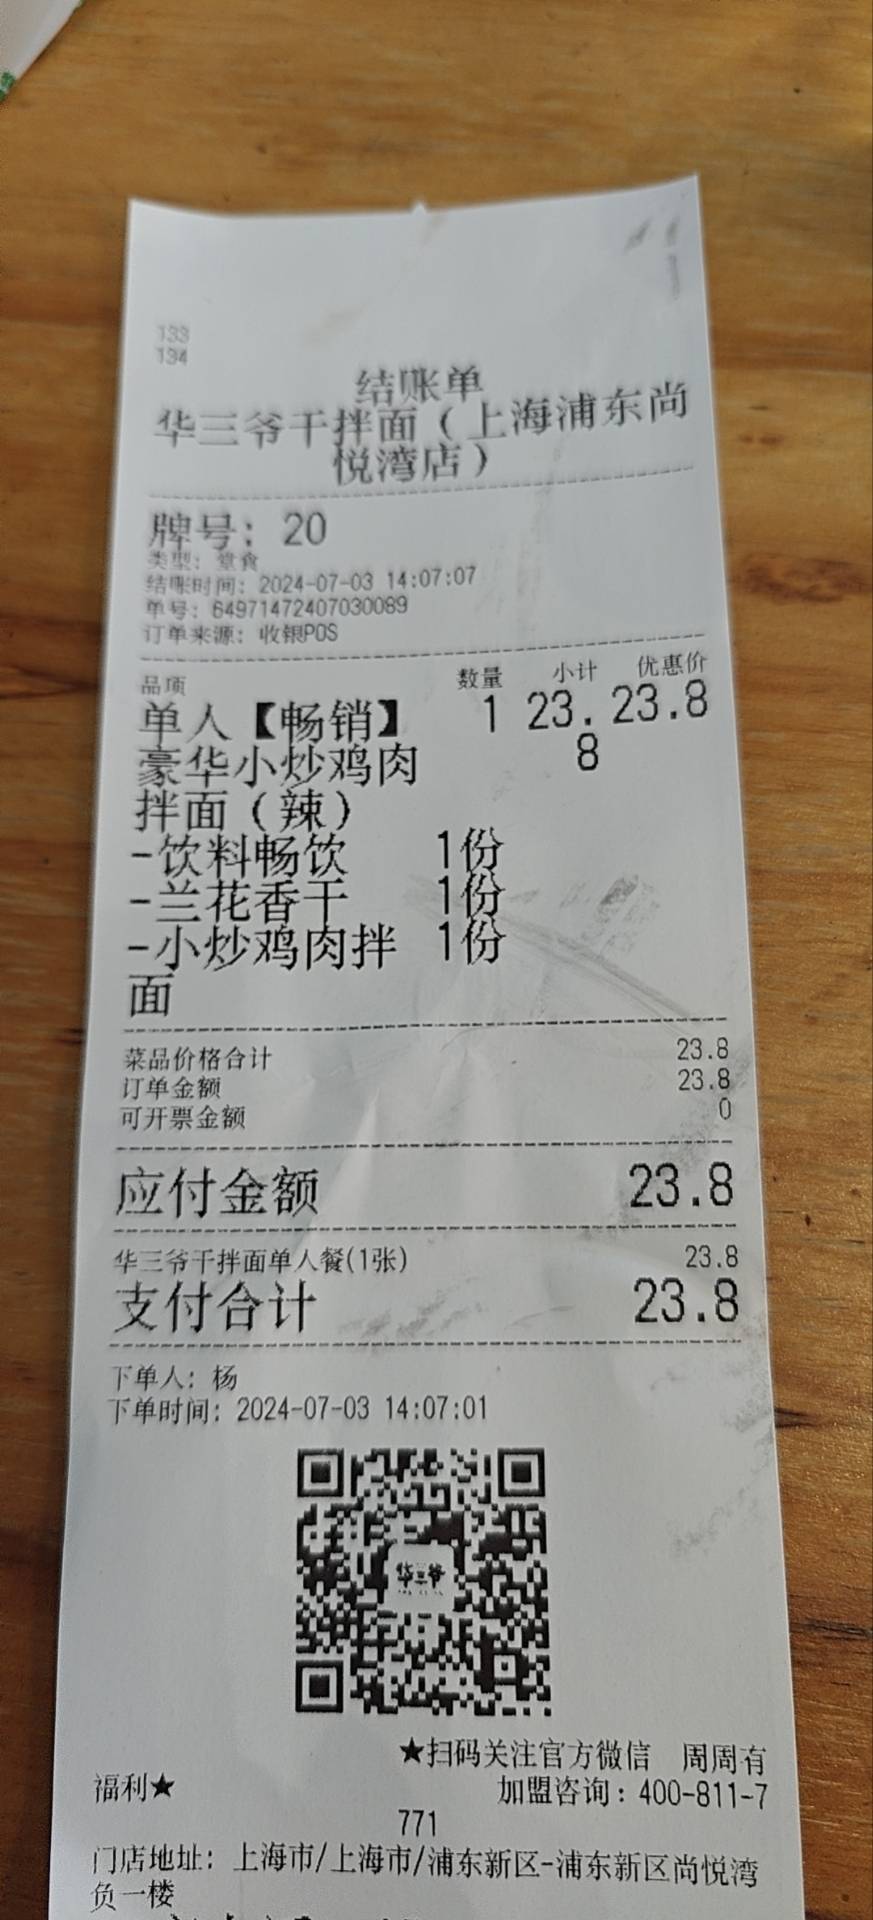 133
134
结账单
华三爷干拌面（上海浦东尚
悦湾店）
牌号：20
类型：堂食
结账时间：2024-07-03 14:07:07
单号：64971472407030089
订单来源：收银POS
品项 数量 小计 优惠价
单人【畅销】 1 23. 23.8
豪华小炒鸡肉 8
拌面（辣）
-饮料畅饮 1份
-兰花香干 1份
-小炒鸡肉拌 1份
面
菜品价格合计 23.8
订单金额 23.8
可开票金额 0
应付金额 23.8
华三爷干拌面单人餐(1张) 23.8
支付合计 23.8
下单人：杨
下单时间：2024-07-03 14:07:01
华三爷
★扫码关注官方微信 周周有
福利★ 加盟咨询：400-811-7
771
门店地址：上海市/上海市/浦东新区-浦东新区尚悦湾
负一楼